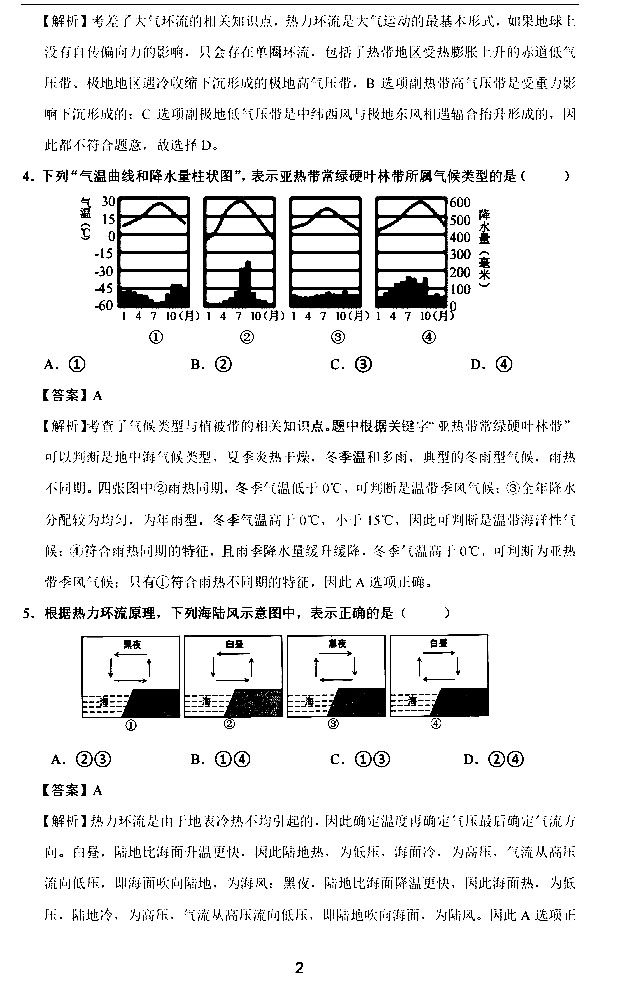 【解析】考差了大气环流的相关知识点，热力环流是大气运动的最基本形式，如果地球上
没有自转偏向力的影响，只会存在单圈环流，包括了热带地区受热膨胀上升的赤道低气
压带、极地地区遇冷收缩下沉形成的极地高气压带，B 选项副热带高气压带是受重力影
响下沉形成的；C 选项副极地低气压带是中纬西风与极地东风相遇辐合抬升形成的，因
此都不符合题意，故选择 D。
4．下列“气温曲线和降水量柱状图”，表示亚热带常绿硬叶林带所属气候类型的是（ ）
气温(℃) 30 15 0 -15 -30 -45 -60
600 500 400 300 200 100 0 降水量(毫米)
1 4 7 10(月) 1 4 7 10(月) 1 4 7 10(月) 1 4 7 10(月)
① ② ③ ④
A．① B．② C．③ D．④
【答案】A
【解析】考查了气候类型与植被带的相关知识点。题中根据关键字“亚热带常绿硬叶林带”
可以判断是地中海气候类型，夏季炎热干燥，冬季温和多雨，典型的冬雨型气候，雨热
不同期。四张图中②雨热同期，冬季气温低于 0℃，可判断是温带季风气候；③全年降水
分配较为均匀，为年雨型，冬季气温高于 0℃，小于 15℃，因此可判断是温带海洋性气
候；④符合雨热同期的特征，且雨季降水量缓升缓降，冬季气温高于 0℃，可判断为亚热
带季风气候；只有①符合雨热不同期的特征，因此 A 选项正确。
5．根据热力环流原理，下列海陆风示意图中，表示正确的是（ ）
黑夜 白昼 黑夜 白昼
海 海 海 海
① ② ③ ④
A．②③ B．①④ C．①③ D．②④
【答案】A
【解析】热力环流是由于地表冷热不均引起的，因此确定温度再确定气压最后确定气流方
向。白昼，陆地比海面升温更快，因此陆地热，为低压，海面冷，为高压，气流从高压
流向低压，即海面吹向陆地，为海风；黑夜，陆地比海面降温更快，因此海面热，为低
压，陆地冷，为高压，气流从高压流向低压，即陆地吹向海面，为陆风。因此 A 选项正
2